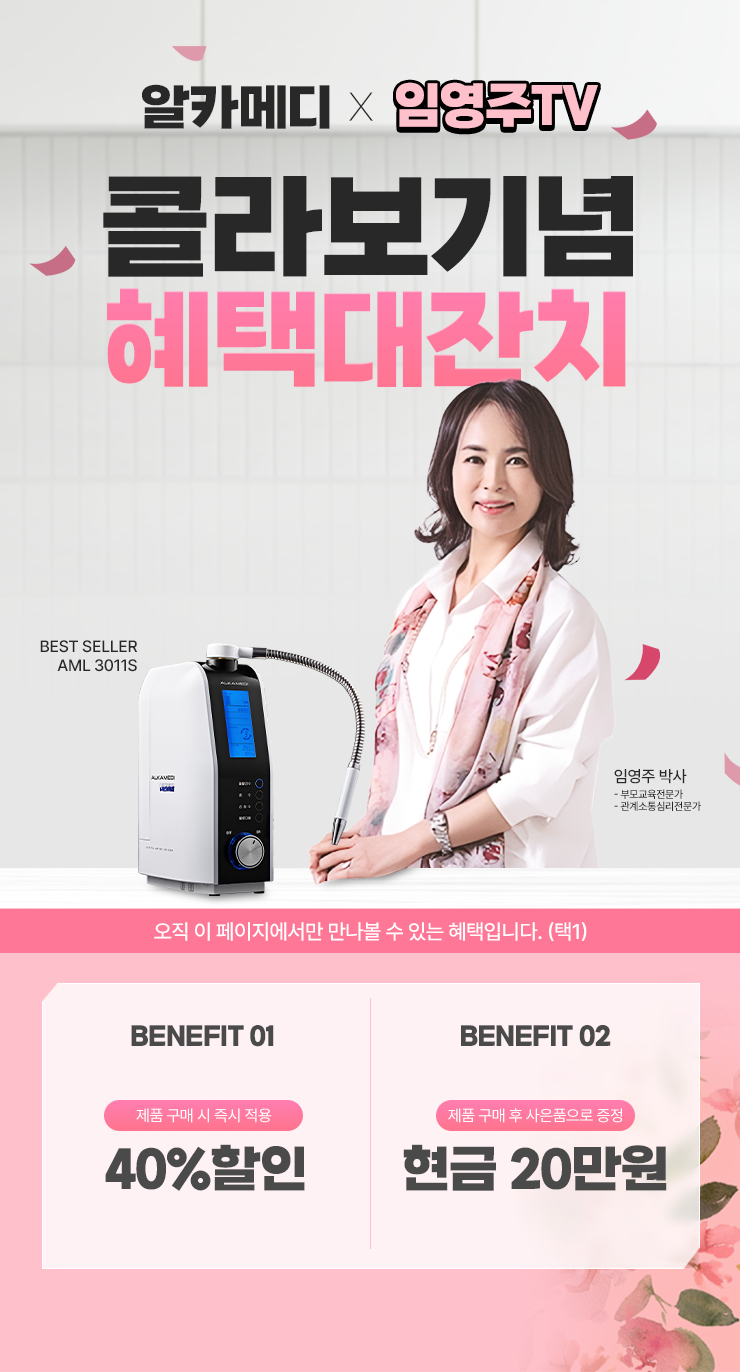 알카메디 X 임영주TV
콜라보기념
혜택대잔치
BEST SELLER
AML 3011S
ALKAMEDI
ALKAMEDI
임영주 박사
- 부모교육전문가
- 관계소통심리전문가
오직 이 페이지에서만 만나볼 수 있는 혜택입니다. (택1)
BENEFIT 01
제품 구매 시 즉시 적용
40%할인
BENEFIT 02
제품 구매 후 사은품으로 증정
현금 20만원